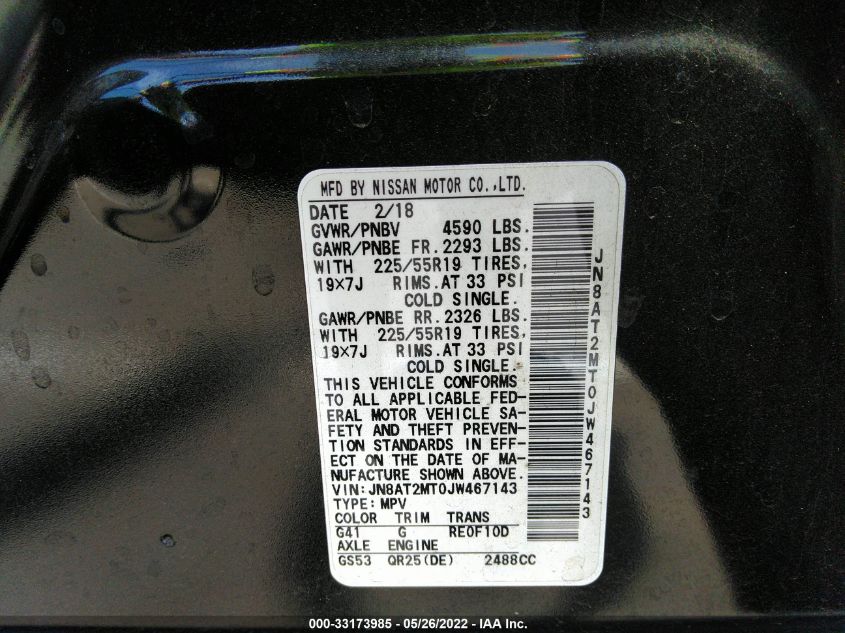 MFD BY NISSAN MOTOR CO.,LTD.
DATE 2/18
GVWR/PNBV 4590 LBS.
GAWR/PNBE FR.2293 LBS.
WITH 225/55R19 TIRES,
19×7J RIMS.AT 33 PSI
COLD SINGLE.
GAWR/PNBE RR.2326 LBS.
WITH 225/55R19 TIRES,
19×7J RIMS.AT 33 PSI
COLD SINGLE.
THIS VEHICLE CONFORMS
TO ALL APPLICABLE FED-
ERAL MOTOR VEHICLE SA-
FETY AND THEFT PREVEN-
TION STANDARDS IN EFF-
ECT ON THE DATE OF MA-
NUFACTURE SHOWN ABOVE.
VIN:JN8AT2MT0JW467143
TYPE:MPV
COLOR TRIM TRANS
G41 G RE0F10D
AXLE ENGINE
GS53 QR25(DE) 2488CC
JN8AT2MT0JW467143
000-33173985 - 05/26/2022 - IAA Inc.